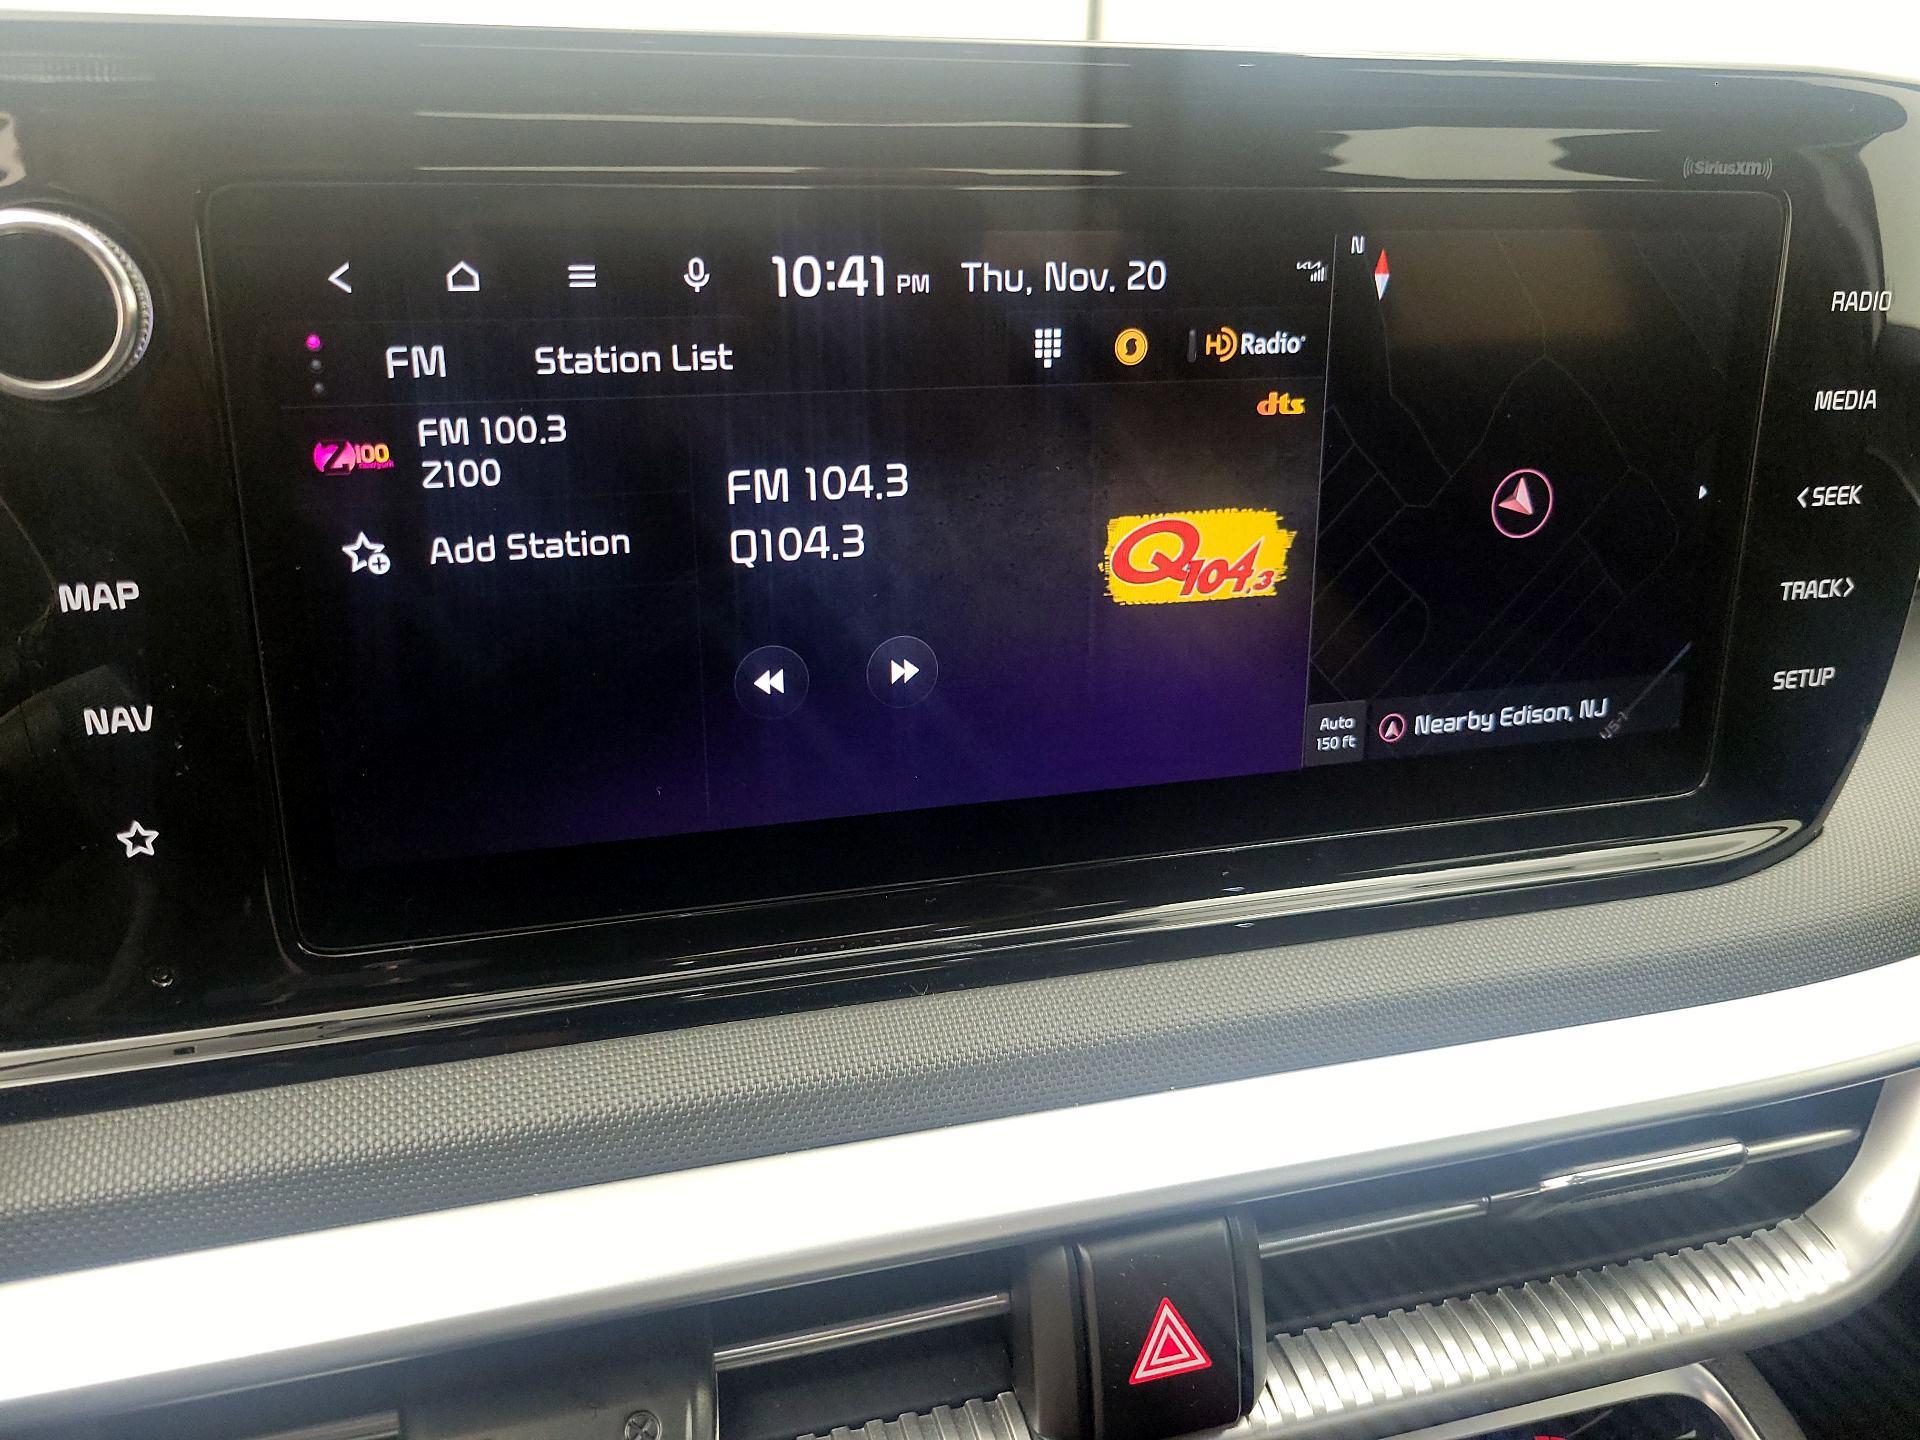 ((SiriusXM))
10:41 PM Thu, Nov. 20
N
RADIO
FM Station List
HD Radio
dts
MEDIA
Z100
FM 100.3
Z100
FM 104.3
Q104.3
Q104.3
<SEEK
Add Station
TRACK>
MAP
SETUP
NAV
Auto
150 ft
Nearby Edison, NJ